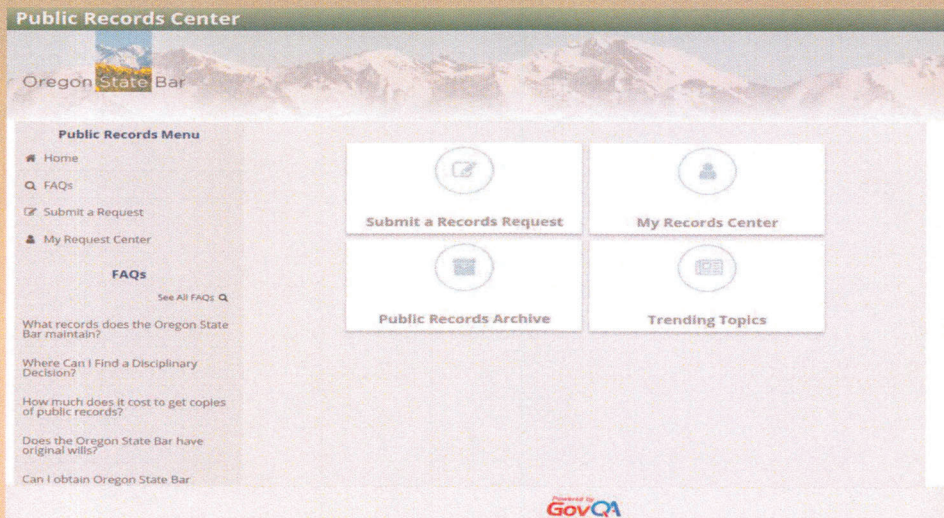 Public Records Center
Oregon State Bar
Public Records Menu
Home
FAQs
Submit a Request
My Request Center
FAQs
See All FAQs
What records does the Oregon State
Bar maintain?
Where Can I Find a Disciplinary
Decision?
How much does it cost to get copies
of public records?
Does the Oregon State Bar have
original wills?
Can I obtain Oregon State Bar
Submit a Records Request
My Records Center
Public Records Archive
Trending Topics
Powered by
GovQA